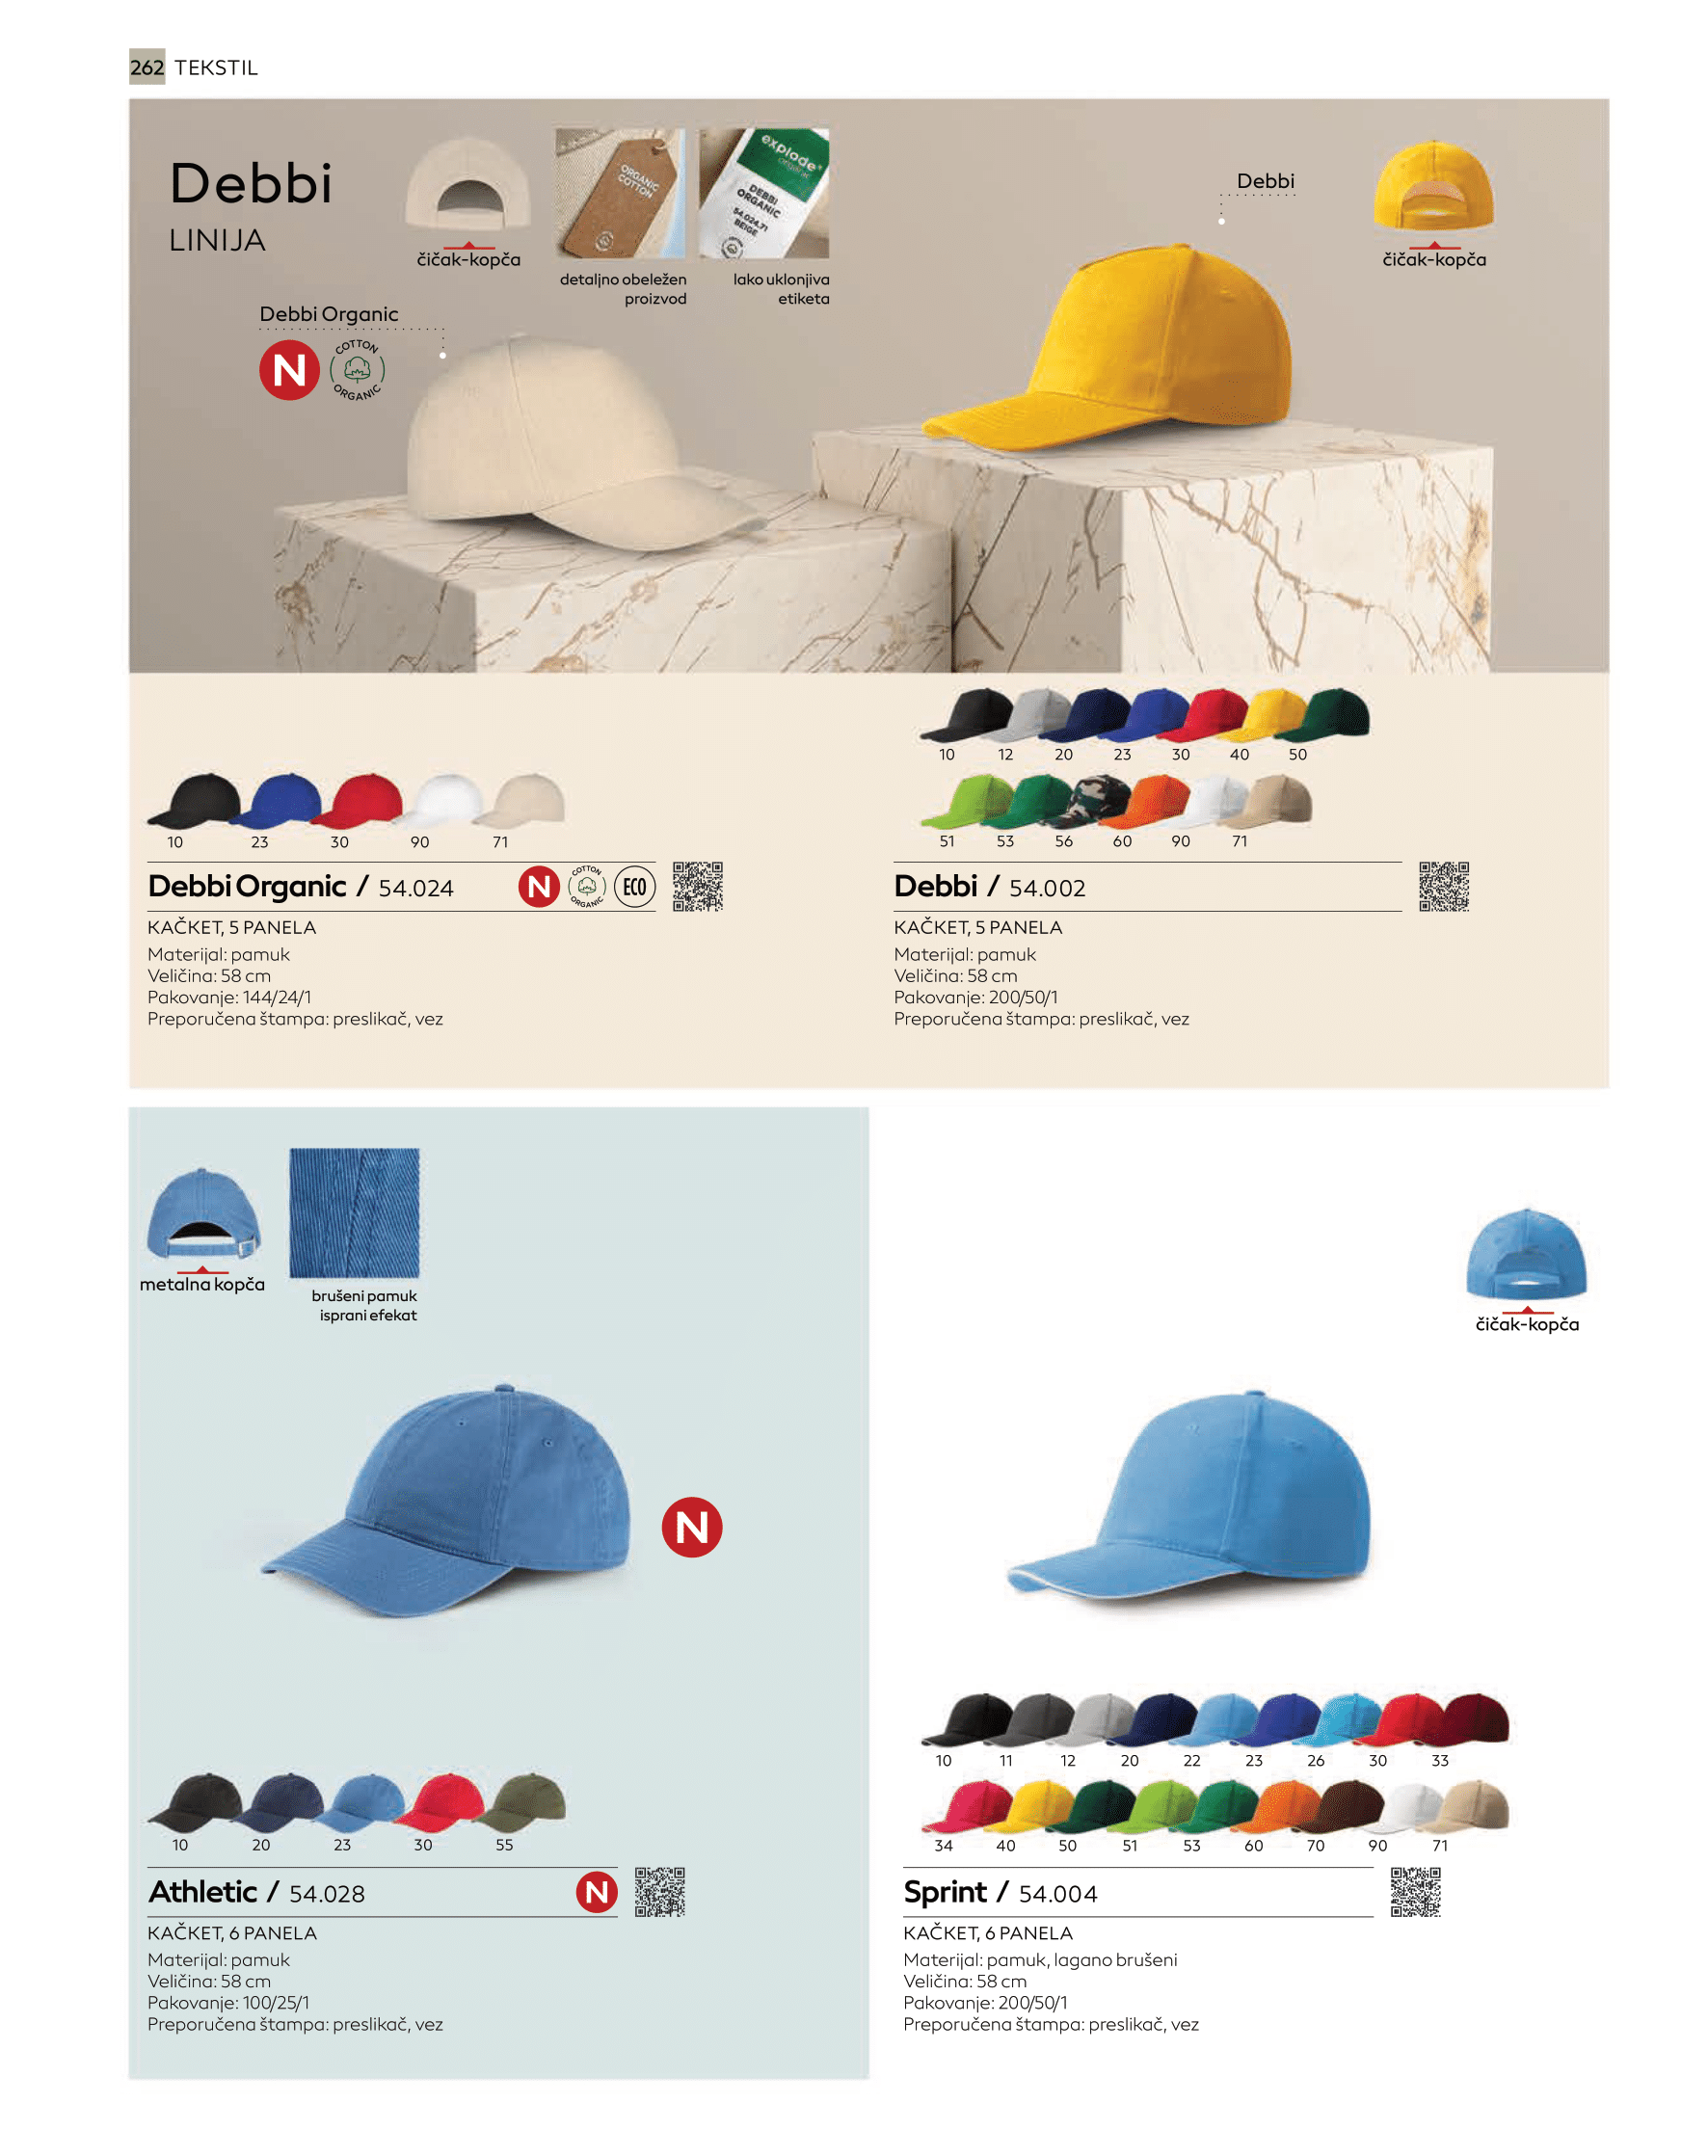 262 TEKSTIL
Debbi
LINIJA
čičak-kopča
ORGANIC
COTTON
detaljno obeležen
proizvod
explode®
organic
DEBBI
ORGANIC
54.024.71
BEIGE
lako uklonjiva
etiketa
Debbi
čičak-kopča
Debbi Organic
N
COTTON
ORGANIC
10 23 30 90 71
Debbi Organic / 54.024
N
COTTON
ORGANIC
ECO
KAČKET, 5 PANELA
Materijal: pamuk
Veličina: 58 cm
Pakovanje: 144/24/1
Preporučena štampa: preslikač, vez
10 12 20 23 30 40 50
51 53 56 60 90 71
Debbi / 54.002
KAČKET, 5 PANELA
Materijal: pamuk
Veličina: 58 cm
Pakovanje: 200/50/1
Preporučena štampa: preslikač, vez
metalna kopča
brušeni pamuk
isprani efekat
N
10 20 23 30 55
Athletic / 54.028
N
KAČKET, 6 PANELA
Materijal: pamuk
Veličina: 58 cm
Pakovanje: 100/25/1
Preporučena štampa: preslikač, vez
čičak-kopča
10 11 12 20 22 23 26 30 33
34 40 50 51 53 60 70 90 71
Sprint / 54.004
KAČKET, 6 PANELA
Materijal: pamuk, lagano brušeni
Veličina: 58 cm
Pakovanje: 200/50/1
Preporučena štampa: preslikač, vez